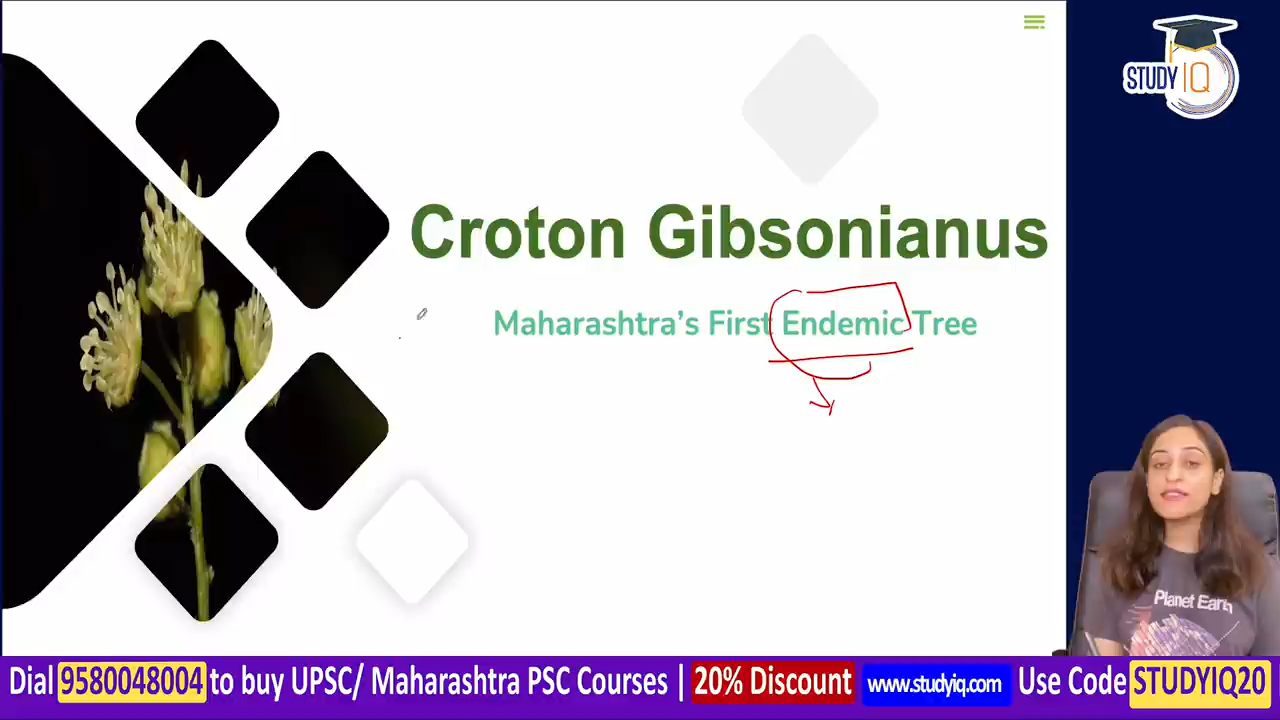 STUDY IQ
Croton Gibsonianus
Maharashtra's First Endemic Tree
Planet Earth
Dial 9580048004 to buy UPSC/ Maharashtra PSC Courses | 20% Discount www.studyiq.com Use Code STUDYIQ20